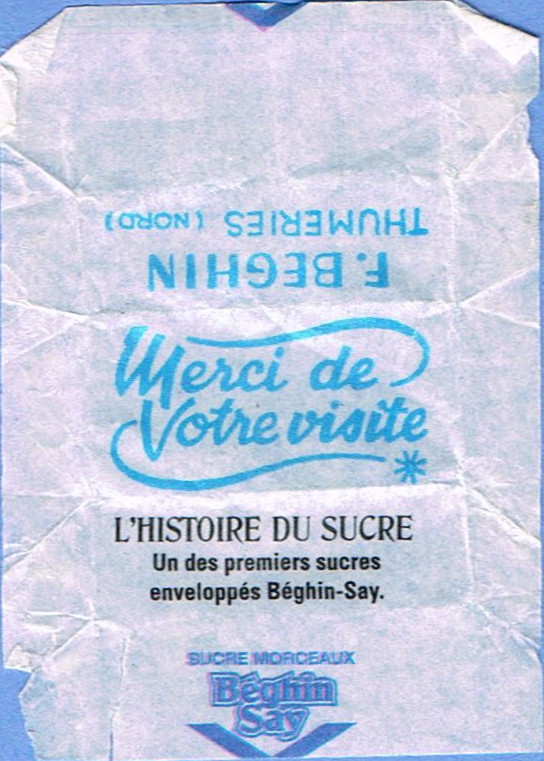 THUMERIES (NORD)
F. BEGHIN
Merci de
Votre visite
L'HISTOIRE DU SUCRE
Un des premiers sucres
enveloppés Béghin-Say.
SUCRE MORCEAUX
Béghin
Say